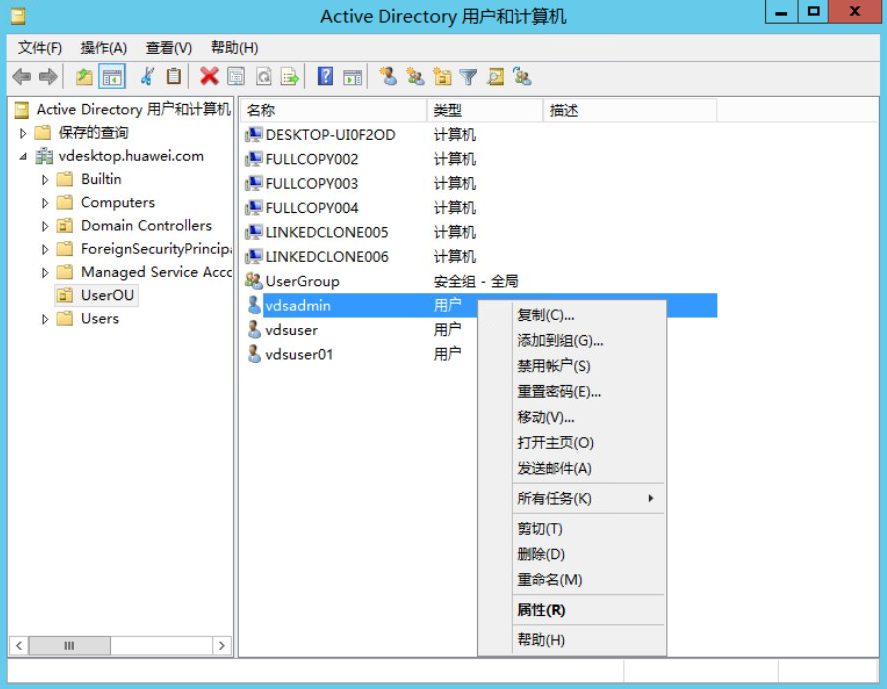 Active Directory 用户和计算机
文件(F) 操作(A) 查看(V) 帮助(H)
Active Directory 用户和计算机
保存的查询
vdesktop.huawei.com
Builtin
Computers
Domain Controllers
ForeignSecurityPrincipa
Managed Service Acco
UserOU
Users
名称 类型 描述
DESKTOP-UI0F2OD 计算机
FULLCOPY002 计算机
FULLCOPY003 计算机
FULLCOPY004 计算机
LINKEDCLONE005 计算机
LINKEDCLONE006 计算机
UserGroup 安全组 - 全局
vdsadmin 用户
vdsuser 用户
vdsuser01 用户
复制(C)...
添加到组(G)...
禁用帐户(S)
重置密码(E)...
移动(V)...
打开主页(O)
发送邮件(A)
所有任务(K)
剪切(T)
删除(D)
重命名(M)
属性(R)
帮助(H)